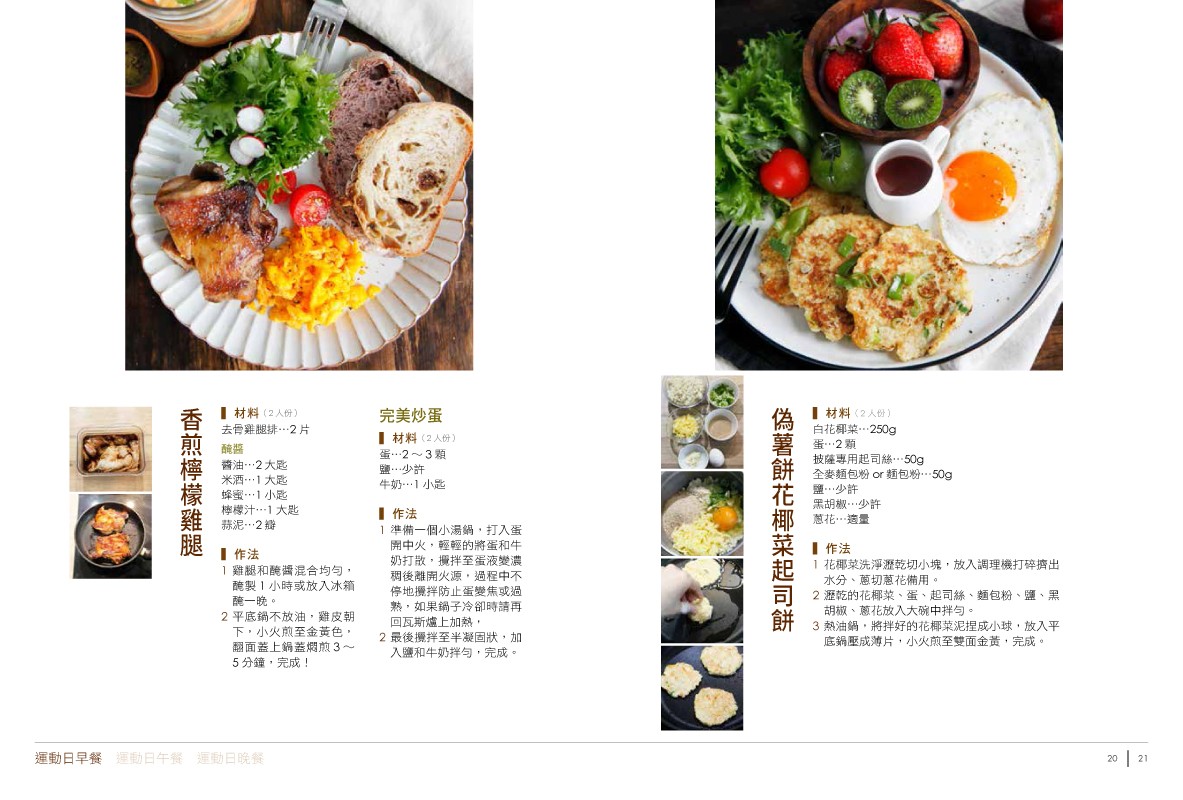 香煎檸檬雞腿
材料（2人份）
去骨雞腿排…2 片
醃醬
醬油…2 大匙
米酒…1 大匙
蜂蜜…1 小匙
檸檬汁…1 大匙
蒜泥…2 瓣
作法
1 雞腿和醃醬混合均勻，
醃製 1 小時或放入冰箱
醃一晚。
2 平底鍋不放油，雞皮朝
下，小火煎至金黃色，
翻面蓋上鍋蓋燜煎 3～
5 分鐘，完成！
完美炒蛋
材料（2人份）
蛋…2 ～ 3 顆
鹽…少許
牛奶…1 小匙
作法
1 準備一個小湯鍋，打入蛋
開中火，輕輕的將蛋和牛
奶打散，攪拌至蛋液變濃
稠後離開火源，過程中不
停地攪拌防止蛋變焦或過
熟，如果鍋子冷卻時請再
回瓦斯爐上加熱，
2 最後攪拌至半凝固狀，加
入鹽和牛奶拌勻，完成。
偽薯餅花椰菜起司餅
材料（2人份）
白花椰菜…250g
蛋…2 顆
披薩專用起司絲…50g
全麥麵包粉 or 麵包粉…50g
鹽…少許
黑胡椒…少許
蔥花…適量
作法
1 花椰菜洗淨瀝乾切小塊，放入調理機打碎擠出
水分、蔥切蔥花備用。
2 瀝乾的花椰菜、蛋、起司絲、麵包粉、鹽、黑
胡椒、蔥花放入大碗中拌勻。
3 熱油鍋，將拌好的花椰菜泥捏成小球，放入平
底鍋壓成薄片，小火煎至雙面金黃，完成。
運動日早餐 運動日午餐 運動日晚餐
20 21